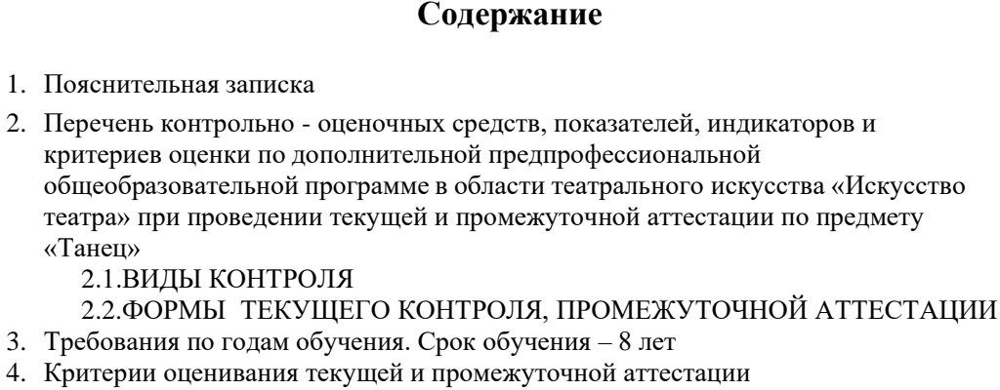 Содержание
1. Пояснительная записка
2. Перечень контрольно - оценочных средств, показателей, индикаторов и
критериев оценки по дополнительной предпрофессиональной
общеобразовательной программе в области театрального искусства «Искусство
театра» при проведении текущей и промежуточной аттестации по предмету
«Танец»
2.1.ВИДЫ КОНТРОЛЯ
2.2.ФОРМЫ  ТЕКУЩЕГО КОНТРОЛЯ, ПРОМЕЖУТОЧНОЙ АТТЕСТАЦИИ
3. Требования по годам обучения. Срок обучения – 8 лет
4. Критерии оценивания текущей и промежуточной аттестации